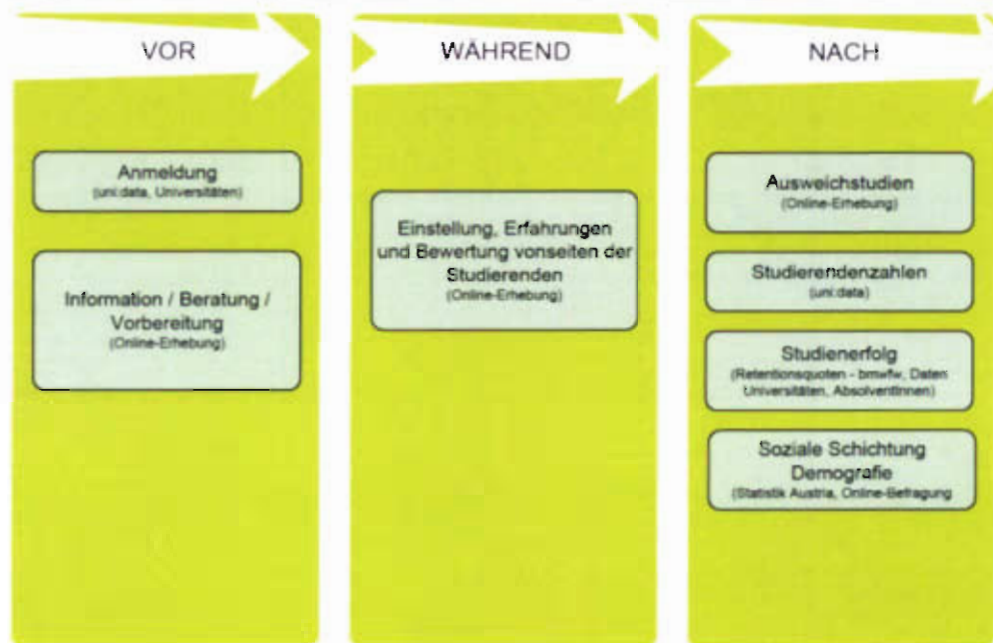 VOR
Anmeldung
(uni:data, Universitäten)
Information / Beratung /
Vorbereitung
(Online-Erhebung)
WÄHREND
Einstellung, Erfahrungen
und Bewertung vonseiten der
Studierenden
(Online-Erhebung)
NACH
Ausweichstudien
(Online-Erhebung)
Studierendenzahlen
(uni:data)
Studienerfolg
(Retentionsquoten - bmwfw, Daten
Universitäten, AbsolventInnen)
Soziale Schichtung
Demografie
(Statistik Austria, Online-Befragung